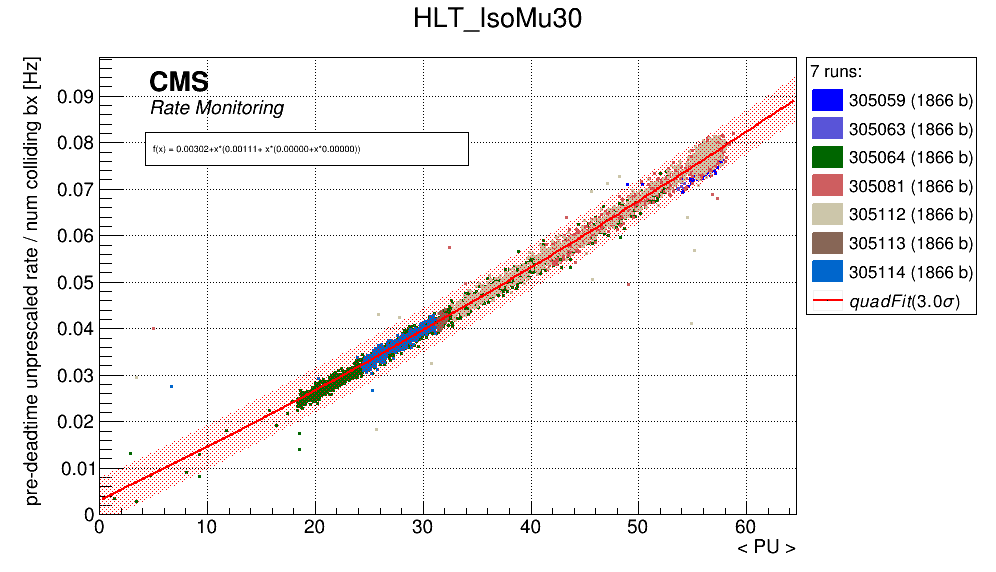 HLT_IsoMu30
pre-deadtime unprescaled rate / num colliding bx [Hz]
CMS
Rate Monitoring
f(x) = 0.00302+x*(0.00111+ x*(0.00000+x*0.00000))
0.09
0.08
0.07
0.06
0.05
0.04
0.03
0.02
0.01
0
0 10 20 30 40 50 60
< PU >
7 runs:
305059 (1866 b)
305063 (1866 b)
305064 (1866 b)
305081 (1866 b)
305112 (1866 b)
305113 (1866 b)
305114 (1866 b)
quadFit(3.0σ)